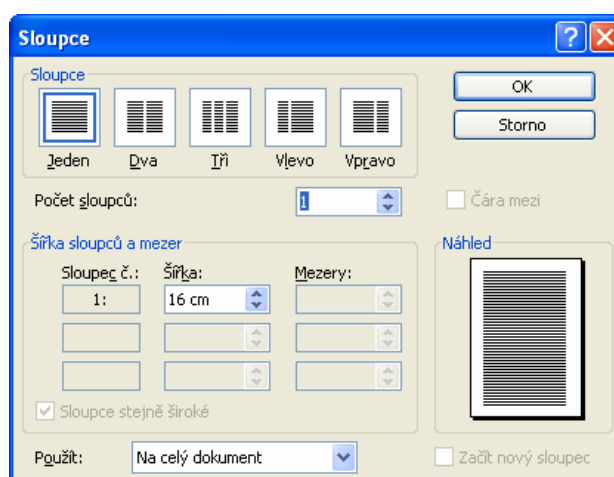 Sloupce
Sloupce
Jeden Dva Tři Vlevo Vpravo
OK
Storno
Počet sloupců: 1
Čára mezi
Šířka sloupců a mezer
Sloupec č.: Šířka: Mezery:
1: 16 cm
Sloupce stejně široké
Náhled
Použít: Na celý dokument
Začít nový sloupec